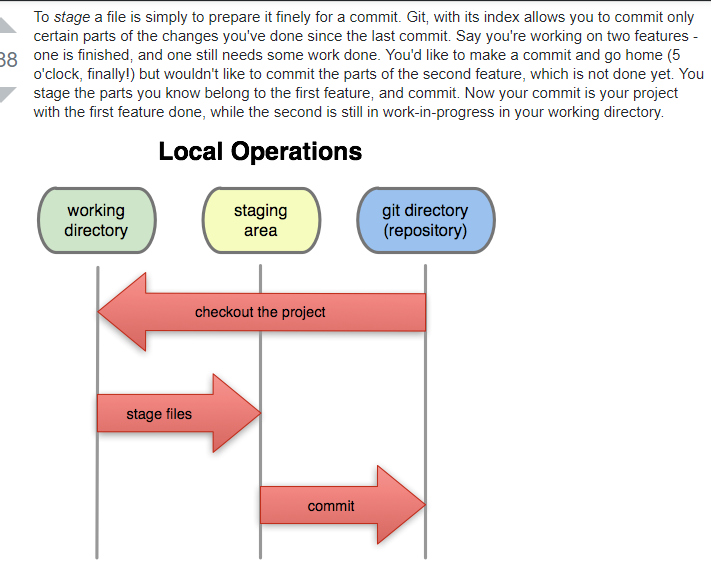 To stage a file is simply to prepare it finely for a commit. Git, with its index allows you to commit only
certain parts of the changes you've done since the last commit. Say you're working on two features -
one is finished, and one still needs some work done. You'd like to make a commit and go home (5
o'clock, finally!) but wouldn't like to commit the parts of the second feature, which is not done yet. You
stage the parts you know belong to the first feature, and commit. Now your commit is your project
with the first feature done, while the second is still in work-in-progress in your working directory.
Local Operations
working
directory
staging
area
git directory
(repository)
checkout the project
stage files
commit